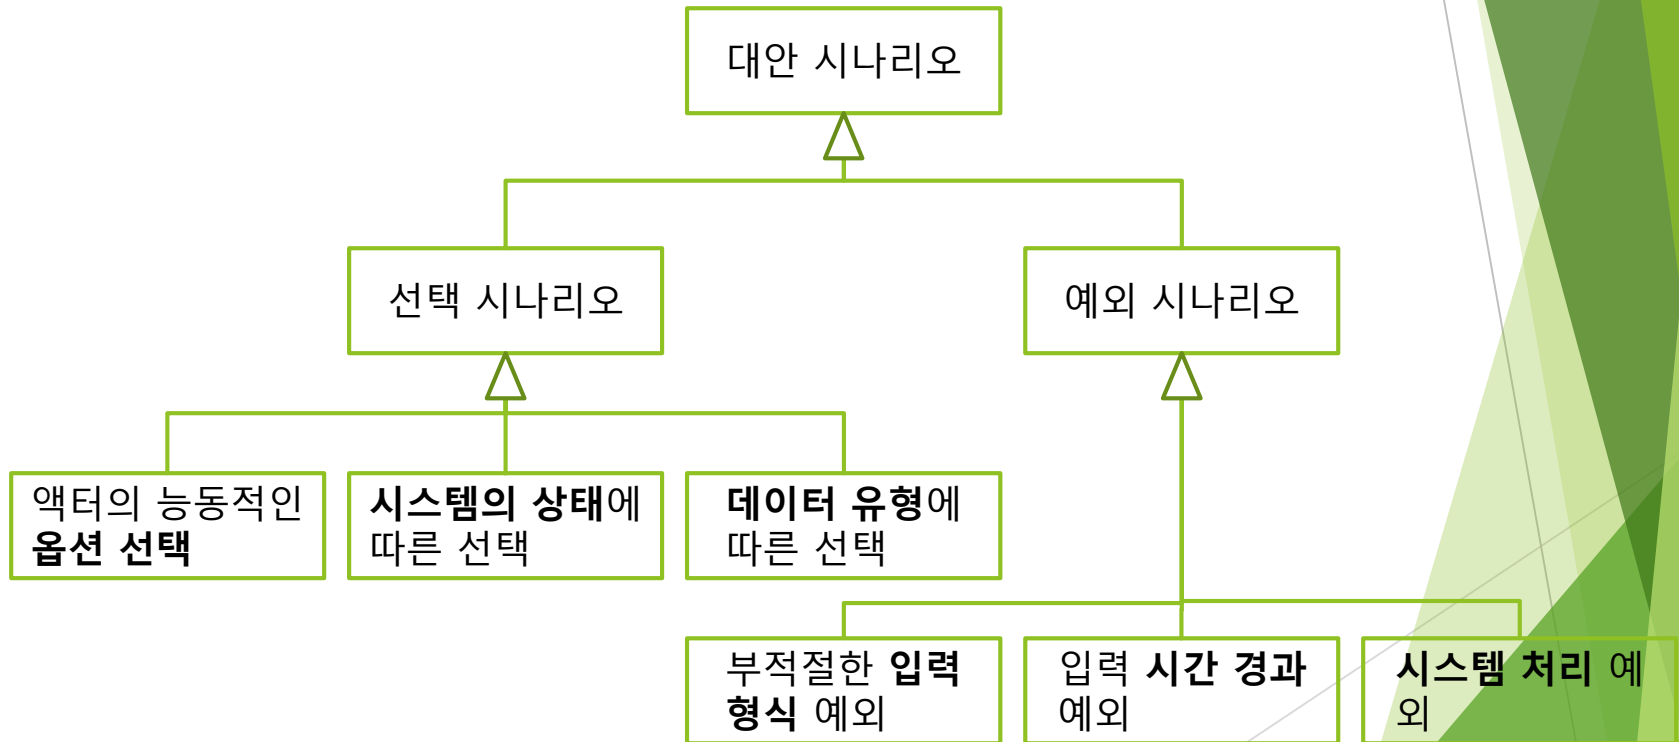 대안 시나리오
선택 시나리오
예외 시나리오
액터의 능동적인
옵션 선택
시스템의 상태에
따른 선택
데이터 유형에
따른 선택
부적절한 입력
형식 예외
입력 시간 경과
예외
시스템 처리 예
외